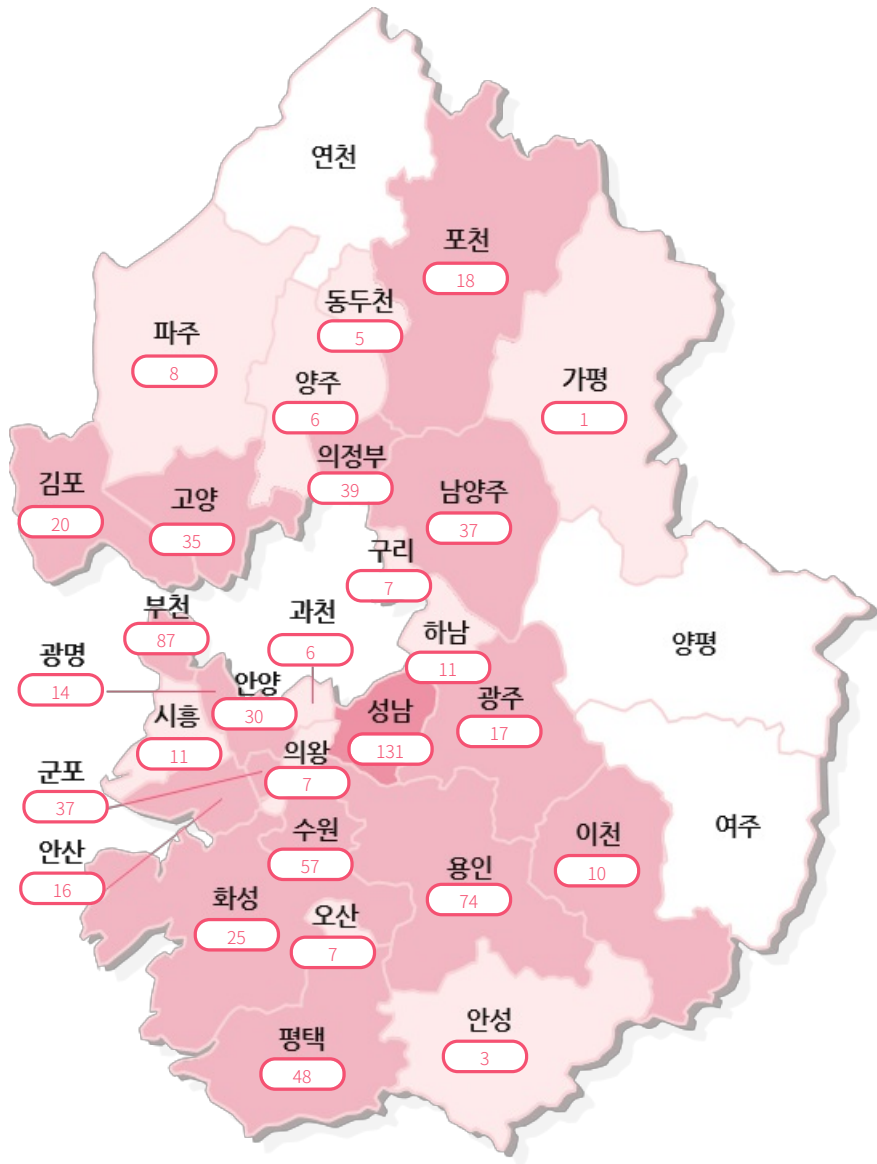 연천
포천
18
동두천
5
파주
8
양주
6
가평
1
의정부
39
김포
20
고양
35
남양주
37
구리
7
부천
87
과천
6
하남
11
양평
광명
14
안양
30
시흥
11
성남
131
광주
17
의왕
7
군포
37
수원
57
이천
10
여주
안산
16
화성
25
용인
74
오산
7
안성
3
평택
48